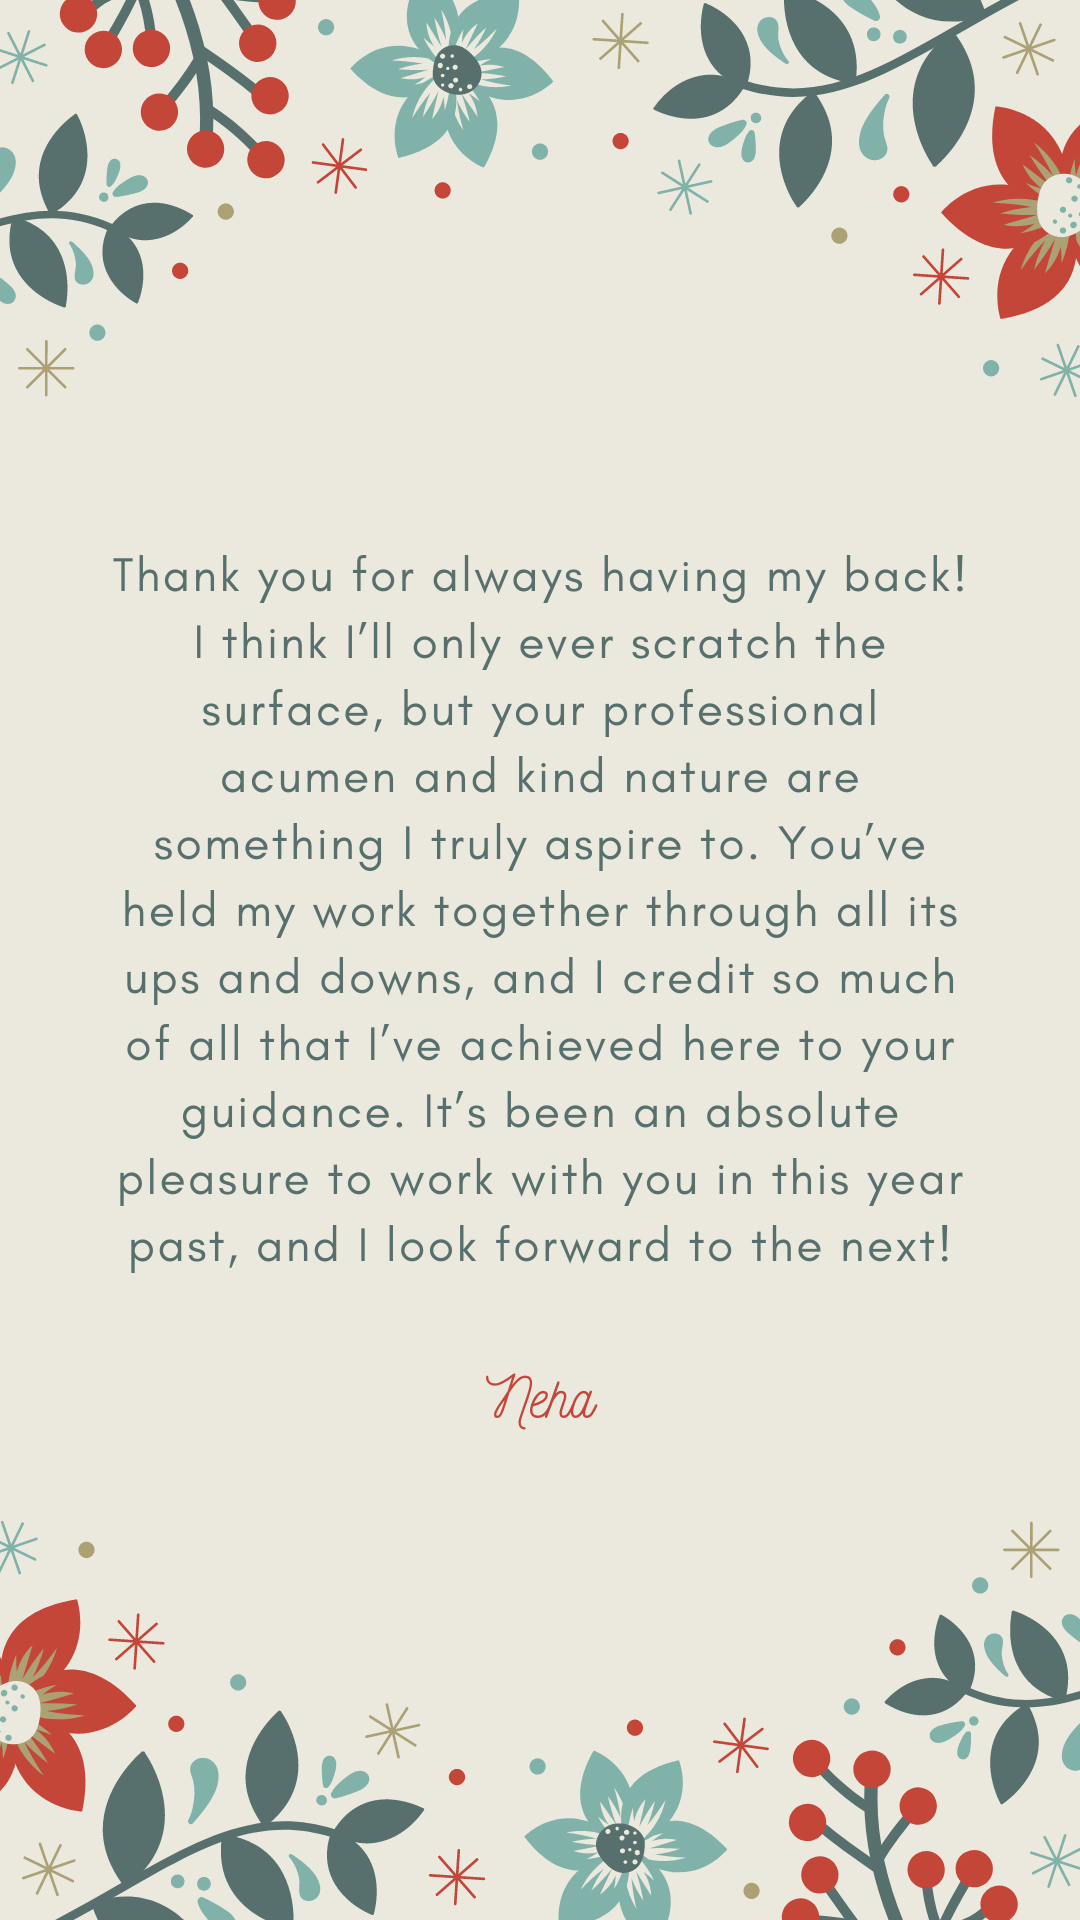 Thank you for always having my back!
I think I’ll only ever scratch the
surface, but your professional
acumen and kind nature are
something I truly aspire to. You’ve
held my work together through all its
ups and downs, and I credit so much
of all that I’ve achieved here to your
guidance. It’s been an absolute
pleasure to work with you in this year
past, and I look forward to the next!
Neha